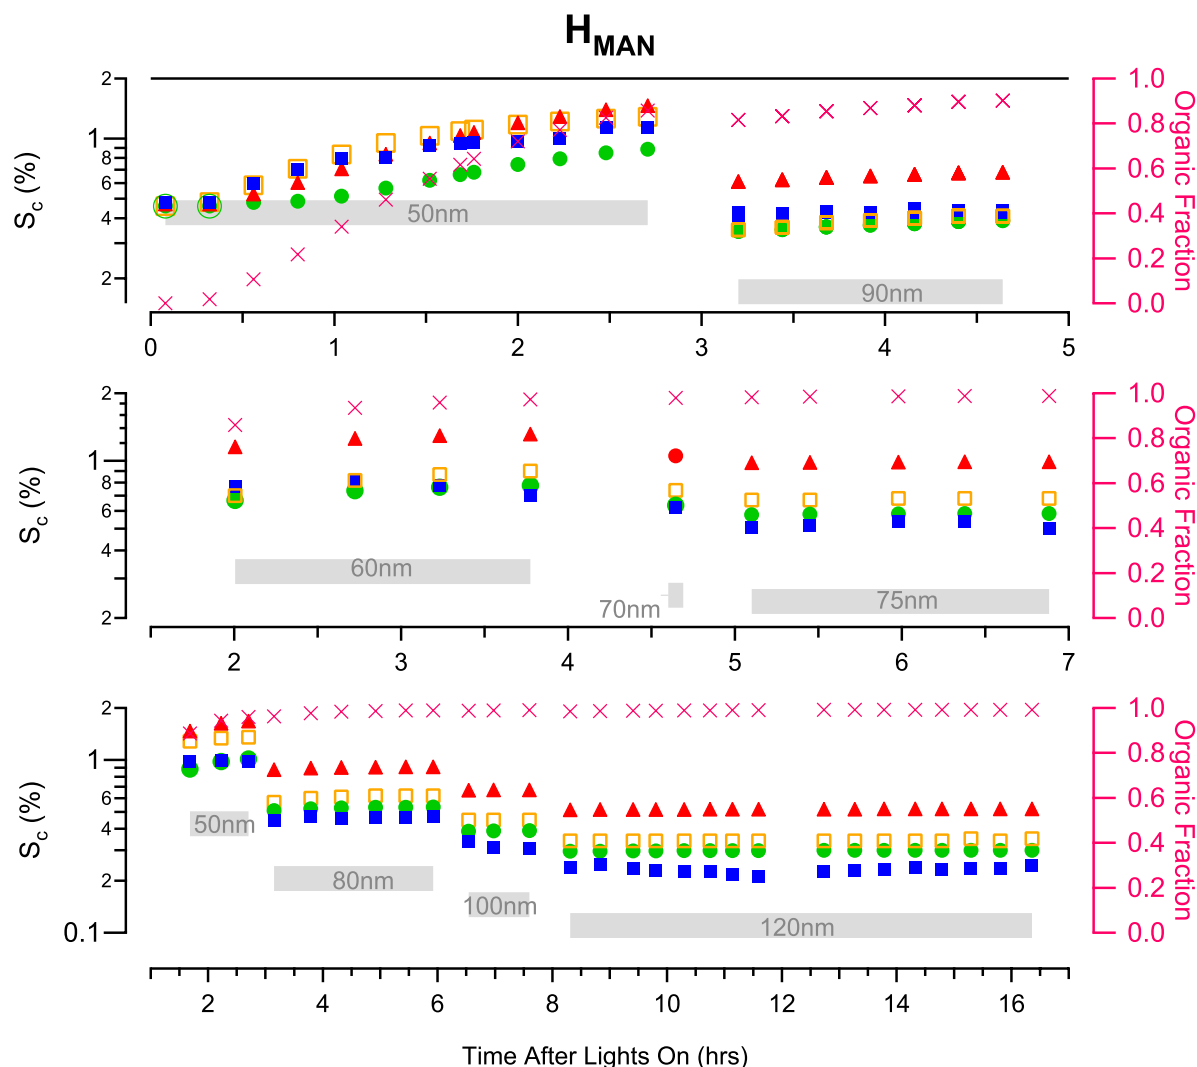 H_MAN
2
1
8
6
4
2
S_c (%)
50nm
90nm
1.0
0.8
0.6
0.4
0.2
0.0
Organic Fraction
0 1 2 3 4 5
2
1
8
6
4
2
S_c (%)
60nm
70nm
75nm
1.0
0.8
0.6
0.4
0.2
0.0
Organic Fraction
2 3 4 5 6 7
2
1
6
4
2
0.1
S_c (%)
50nm
80nm
100nm
120nm
1.0
0.8
0.6
0.4
0.2
0.0
Organic Fraction
2 4 6 8 10 12 14 16
Time After Lights On (hrs)